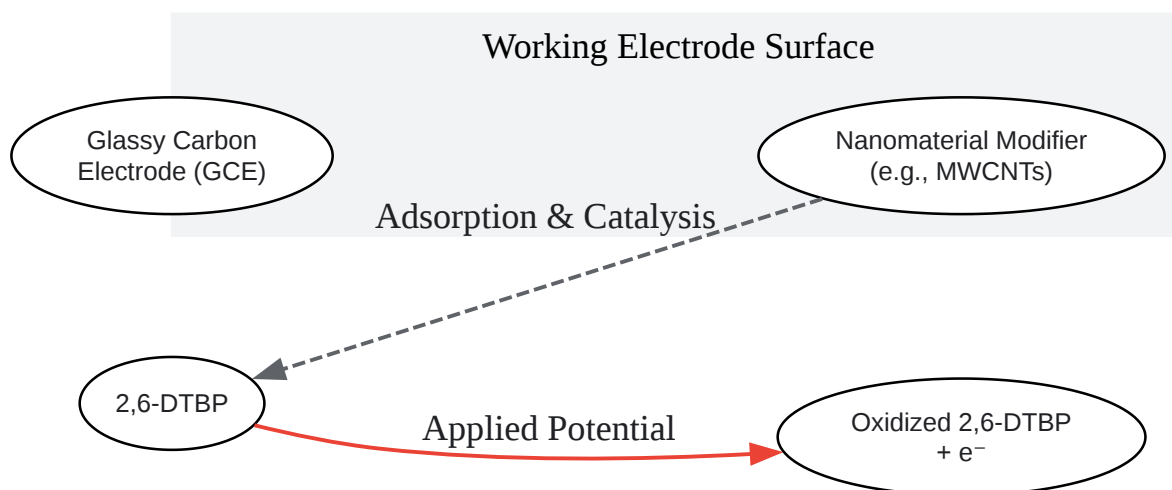 Working Electrode Surface
Glassy Carbon
Electrode (GCE)
Nanomaterial Modifier
(e.g., MWCNTs)
Adsorption & Catalysis
2,6-DTBP
Applied Potential
Oxidized 2,6-DTBP
+ e⁻